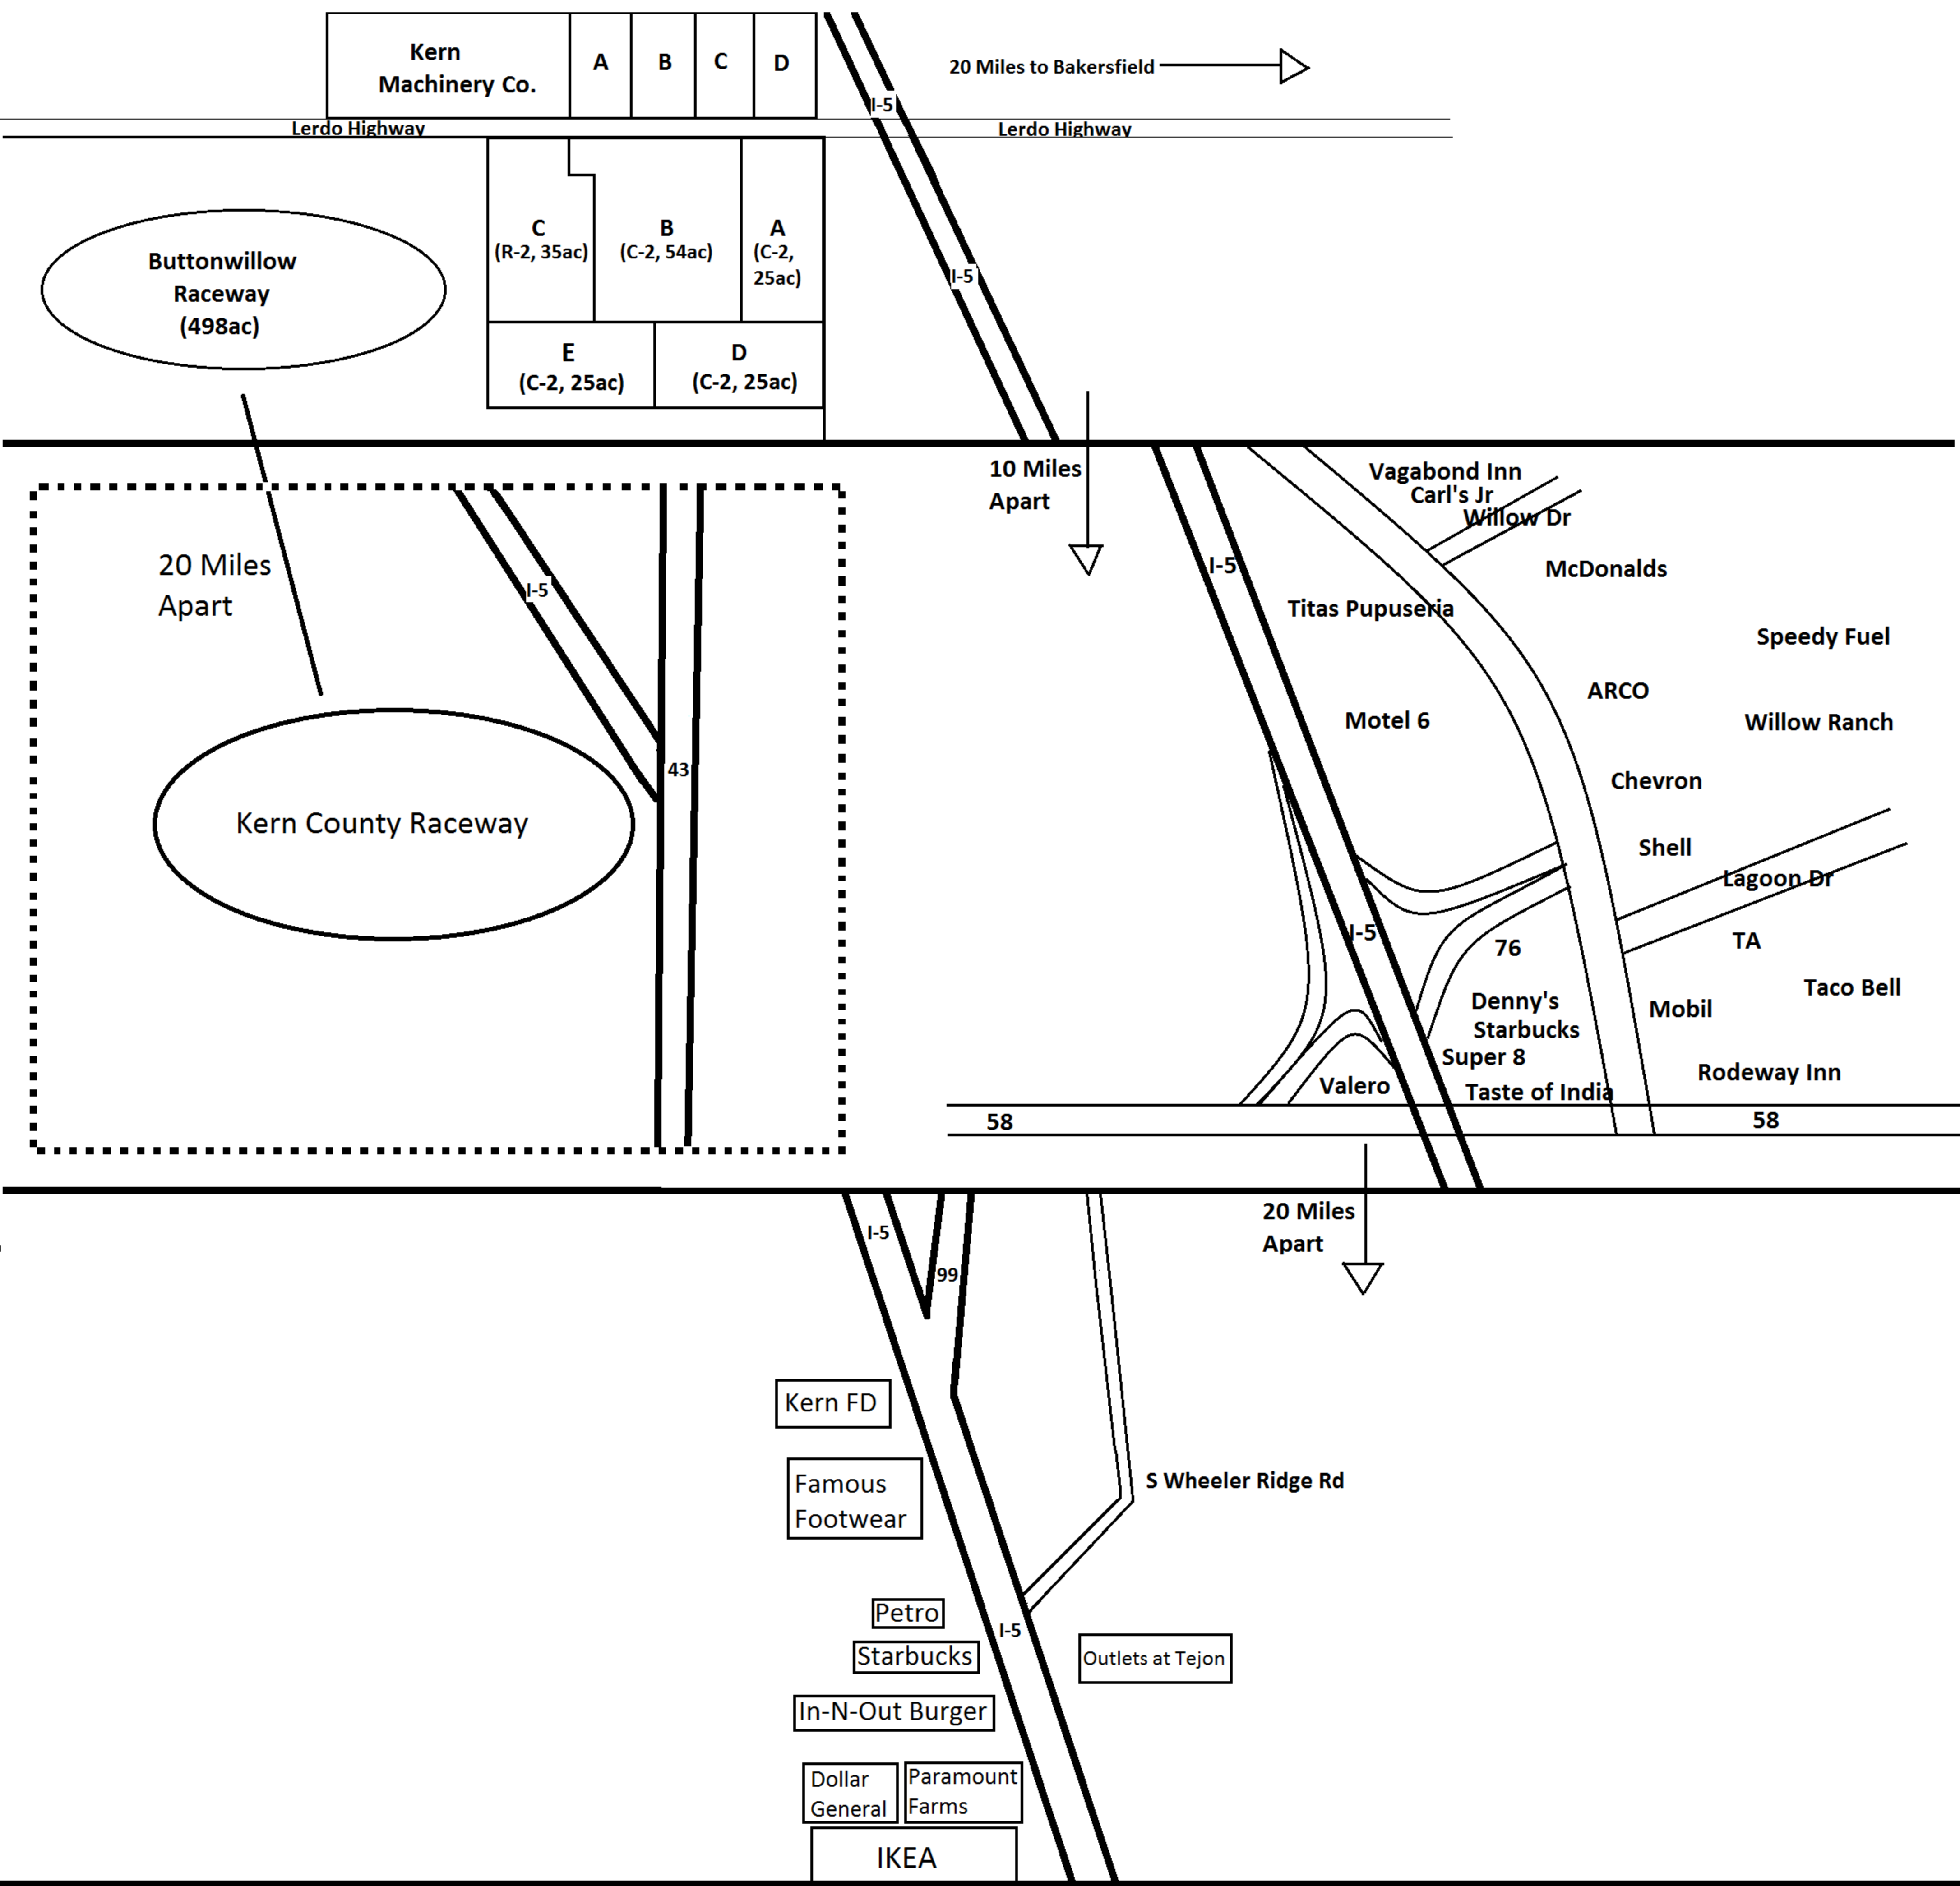 Kern
Machinery Co.
A
B
C
D
I-5
20 Miles to Bakersfield
Lerdo Highway
Lerdo Highway
C
(R-2, 35ac)
B
(C-2, 54ac)
A
(C-2,
25ac)
I-5
Buttonwillow
Raceway
(498ac)
E
(C-2, 25ac)
D
(C-2, 25ac)
10 Miles
Apart
20 Miles
Apart
I-5
43
Kern County Raceway
Vagabond Inn
Carl's Jr
Willow Dr
I-5
McDonalds
Titas Pupuseria
Speedy Fuel
ARCO
Motel 6
Willow Ranch
Chevron
Shell
Lagoon Dr
I-5
76
TA
Taco Bell
Denny's
Starbucks
Mobil
Super 8
Valero
Taste of India
Rodeway Inn
58
58
20 Miles
Apart
I-5
99
Kern FD
Famous
Footwear
S Wheeler Ridge Rd
Petro
I-5
Starbucks
Outlets at Tejon
In-N-Out Burger
Dollar
General
Paramount
Farms
IKEA